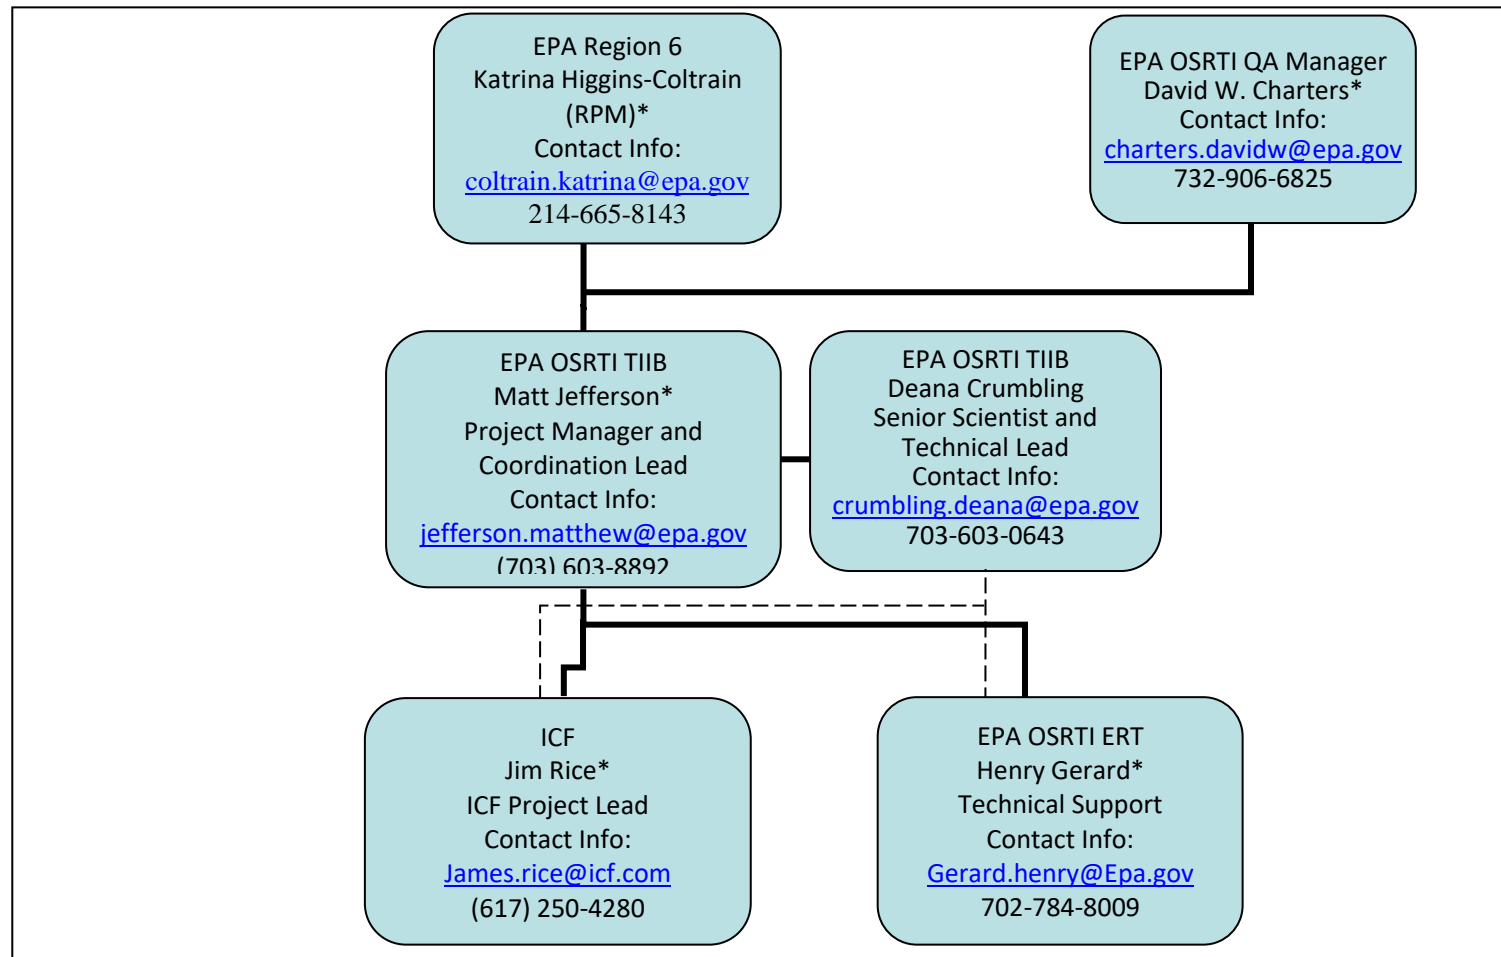 EPA Region 6
Katrina Higgins-Coltrain
(RPM)*
Contact Info:
coltrain.katrina@epa.gov
214-665-8143
EPA OSRTI QA Manager
David W. Charters*
Contact Info:
charters.davidw@epa.gov
732-906-6825
EPA OSRTI TIIB
Matt Jefferson*
Project Manager and
Coordination Lead
Contact Info:
jefferson.matthew@epa.gov
(703) 603-8892
EPA OSRTI TIIB
Deana Crumbling
Senior Scientist and
Technical Lead
Contact Info:
crumbling.deana@epa.gov
703-603-0643
ICF
Jim Rice*
ICF Project Lead
Contact Info:
James.rice@icf.com
(617) 250-4280
EPA OSRTI ERT
Henry Gerard*
Technical Support
Contact Info:
Gerard.henry@Epa.gov
702-784-8009